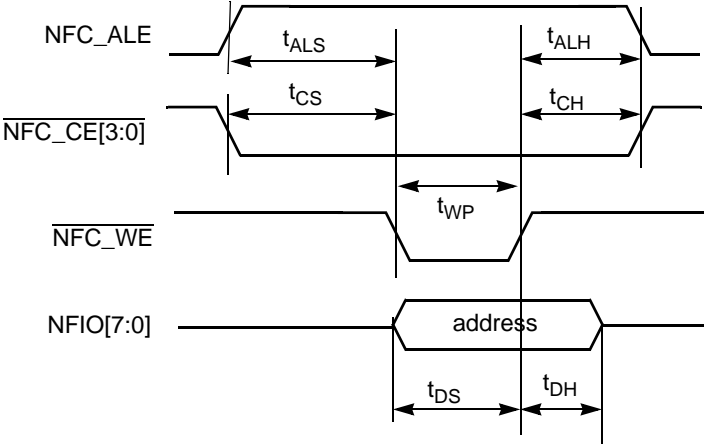 NFC_ALE
tALS
tALH
tCS
tCH
NFC_CE[3:0]
tWP
NFC_WE
NFIO[7:0]
address
tDS
tDH